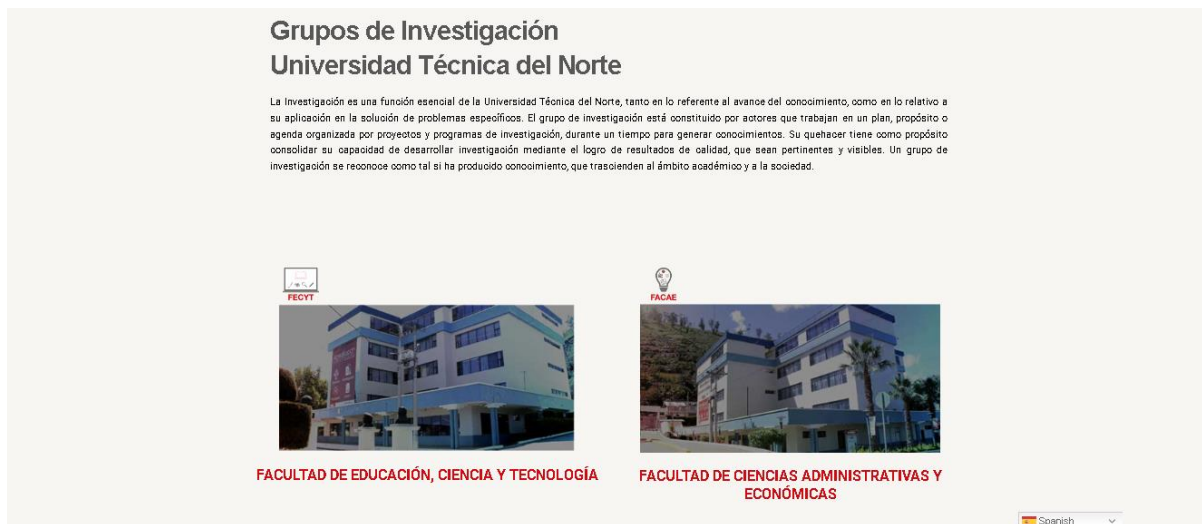 Grupos de Investigación
Universidad Técnica del Norte
La Investigación es una función esencial de la Universidad Técnica del Norte, tanto en lo referente al avance del conocimiento, como en lo relativo a
su aplicación en la solución de problemas específicos. El grupo de investigación está constituido por actores que trabajan en un plan, propósito o
agenda organizada por proyectos y programas de investigación, durante un tiempo para generar conocimientos. Su quehacer tiene como propósito
consolidar su capacidad de desarrollar investigación mediante el logro de resultados de calidad, que sean pertinentes y visibles. Un grupo de
investigación se reconoce como tal si ha producido conocimiento, que trascienden al ámbito académico y a la sociedad.
FECYT
FACAE
FACULTAD DE EDUCACIÓN, CIENCIA Y TECNOLOGÍA
FACULTAD DE CIENCIAS ADMINISTRATIVAS Y
ECONÓMICAS
Spanish